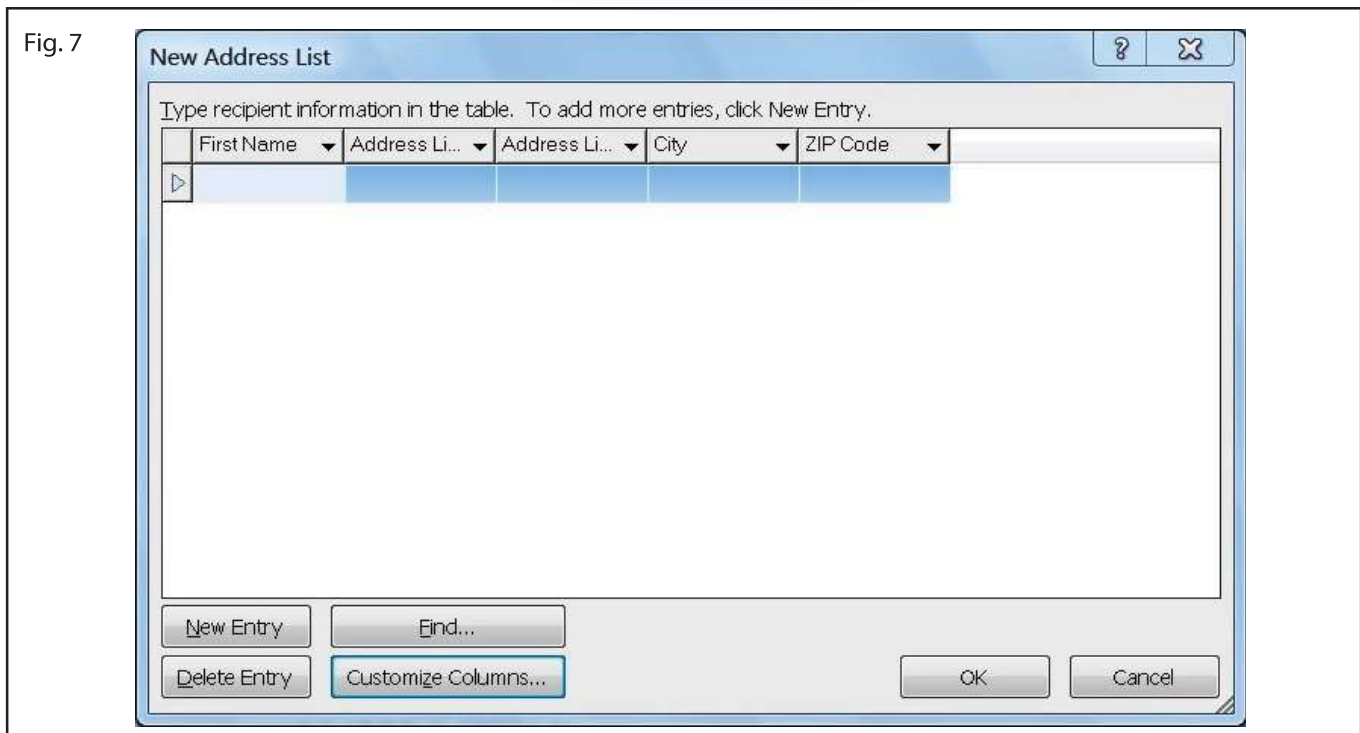 Fig. 7
New Address List
Type recipient information in the table. To add more entries, click New Entry.
First Name Address Li... Address Li... City ZIP Code
New Entry Find...
Delete Entry Customize Columns... OK Cancel